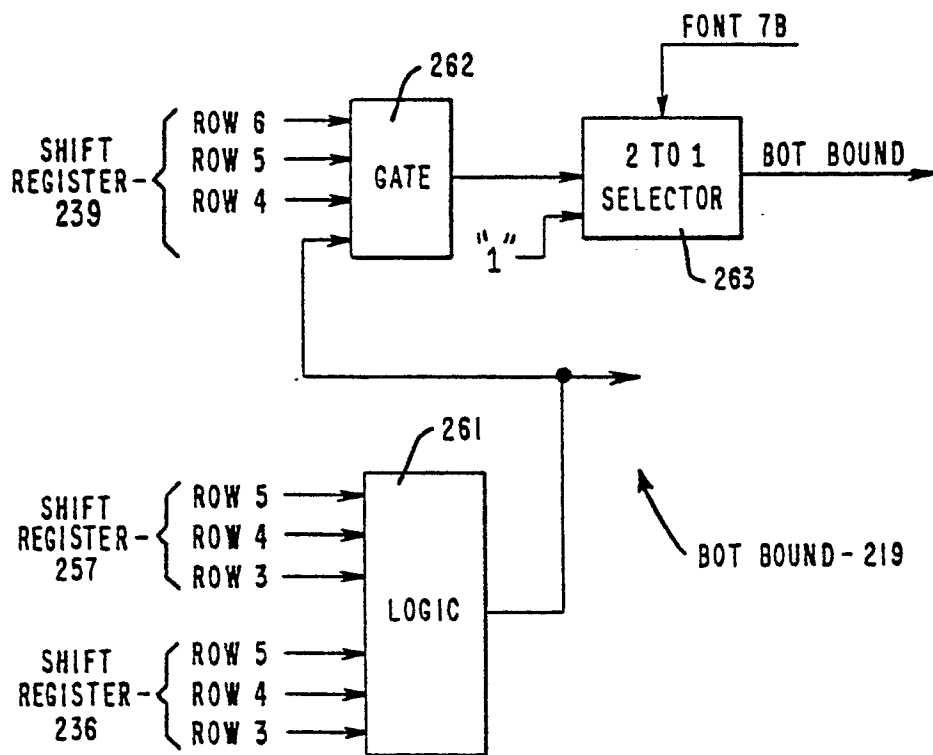 FONT 7B
262
SHIFT
REGISTER-
239
ROW 6
ROW 5
ROW 4
GATE
2 TO 1
SELECTOR
BOT BOUND
"1"
263
261
SHIFT
REGISTER-
257
ROW 5
ROW 4
ROW 3
LOGIC
BOT BOUND-219
SHIFT
REGISTER-
236
ROW 5
ROW 4
ROW 3